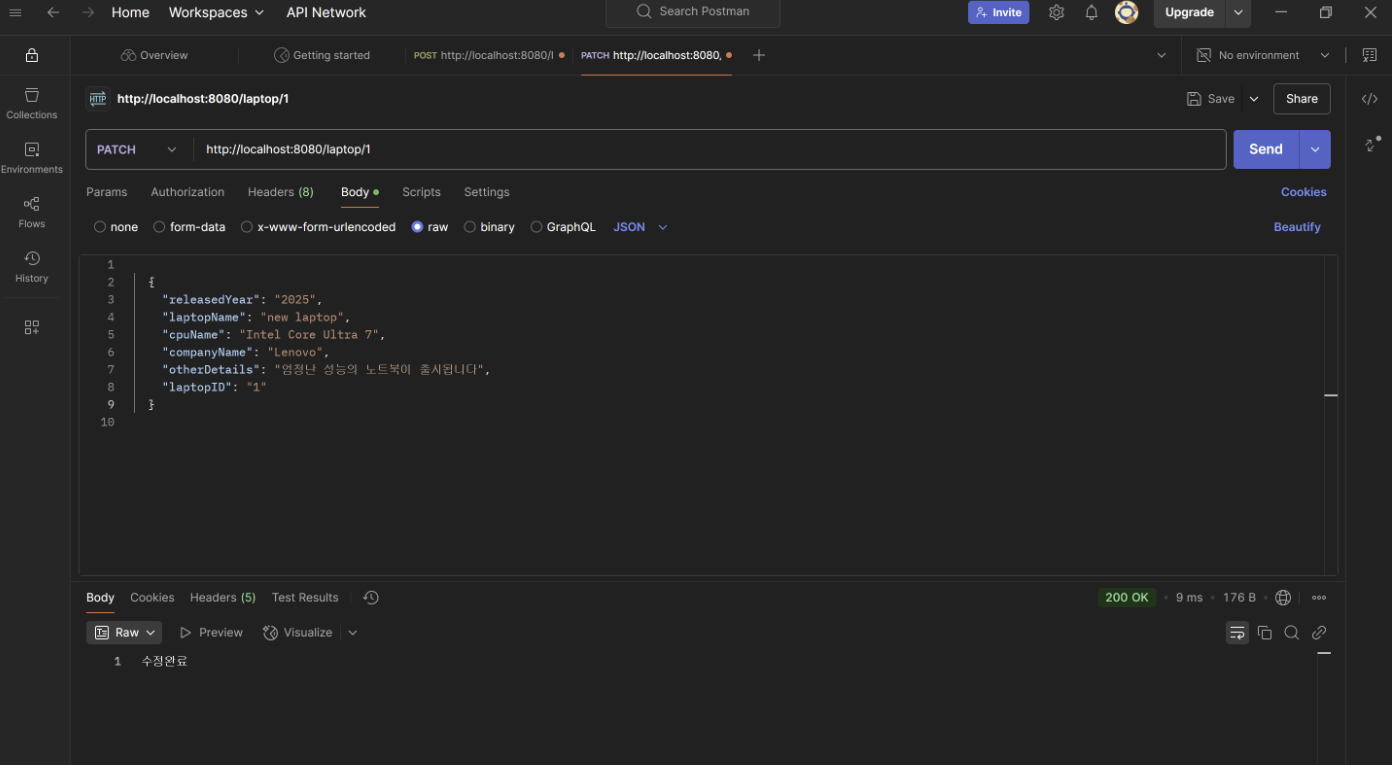 Home Workspaces API Network Search Postman Invite Upgrade
Overview Getting started POST http://localhost:8080/l PATCH http://localhost:8080, No environment
HTTP http://localhost:8080/laptop/1 Save Share
Collections
Environments
Flows
History
PATCH http://localhost:8080/laptop/1 Send
Params Authorization Headers (8) Body Scripts Settings Cookies
none form-data x-www-form-urlencoded raw binary GraphQL JSON Beautify
1
2 {
3 "releasedYear": "2025",
4 "laptopName": "new laptop",
5 "cpuName": "Intel Core Ultra 7",
6 "companyName": "Lenovo",
7 "otherDetails": "엄청난 성능의 노트북이 출시됩니다",
8 "laptopID": "1"
9 }
10
Body Cookies Headers (5) Test Results 200 OK 9 ms 176 B
Raw Preview Visualize
1 수정완료